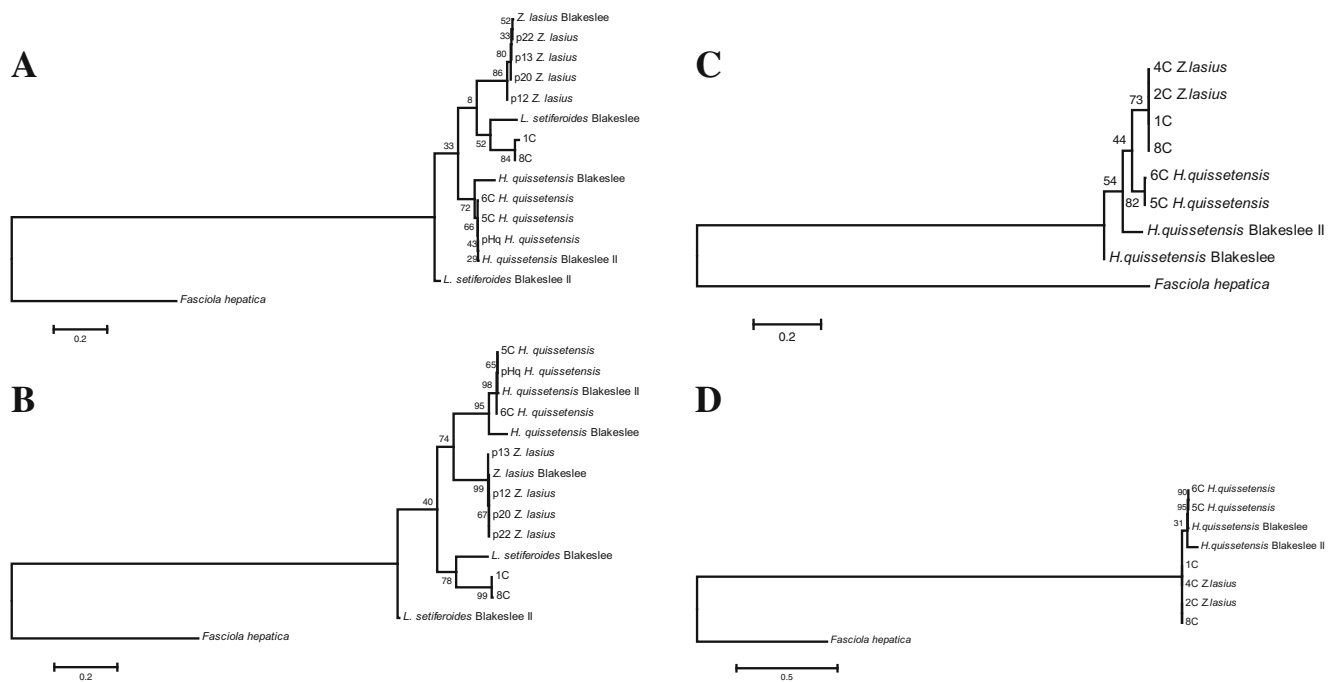 A
52
Z. lasius Blakeslee
33
p22 Z. lasius
80
p13 Z. lasius
86
p20 Z. lasius
p12 Z. lasius
8
L. setiferoides Blakeslee
52
1C
84
8C
33
H. quissetensis Blakeslee
72
6C H. quissetensis
66
5C H. quissetensis
43
pHq H. quissetensis
29
H. quissetensis Blakeslee II
L. setiferoides Blakeslee II
Fasciola hepatica
0.2
B
5C H. quissetensis
65
pHq H. quissetensis
98
H. quissetensis Blakeslee II
95
6C H. quissetensis
H. quissetensis Blakeslee
74
p13 Z. lasius
Z. lasius Blakeslee
99
p12 Z. lasius
67
p20 Z. lasius
p22 Z. lasius
40
L. setiferoides Blakeslee
78
1C
99
8C
L. setiferoides Blakeslee II
Fasciola hepatica
0.2
C
4C Z.lasius
2C Z.lasius
73
1C
8C
44
6C H.quissetensis
54
82
5C H.quissetensis
H.quissetensis Blakeslee II
H.quissetensis Blakeslee
Fasciola hepatica
0.2
D
90
6C H.quissetensis
95
5C H.quissetensis
31
H.quissetensis Blakeslee
H.quissetensis Blakeslee II
1C
4C Z.lasius
2C Z.lasius
8C
Fasciola hepatica
0.5